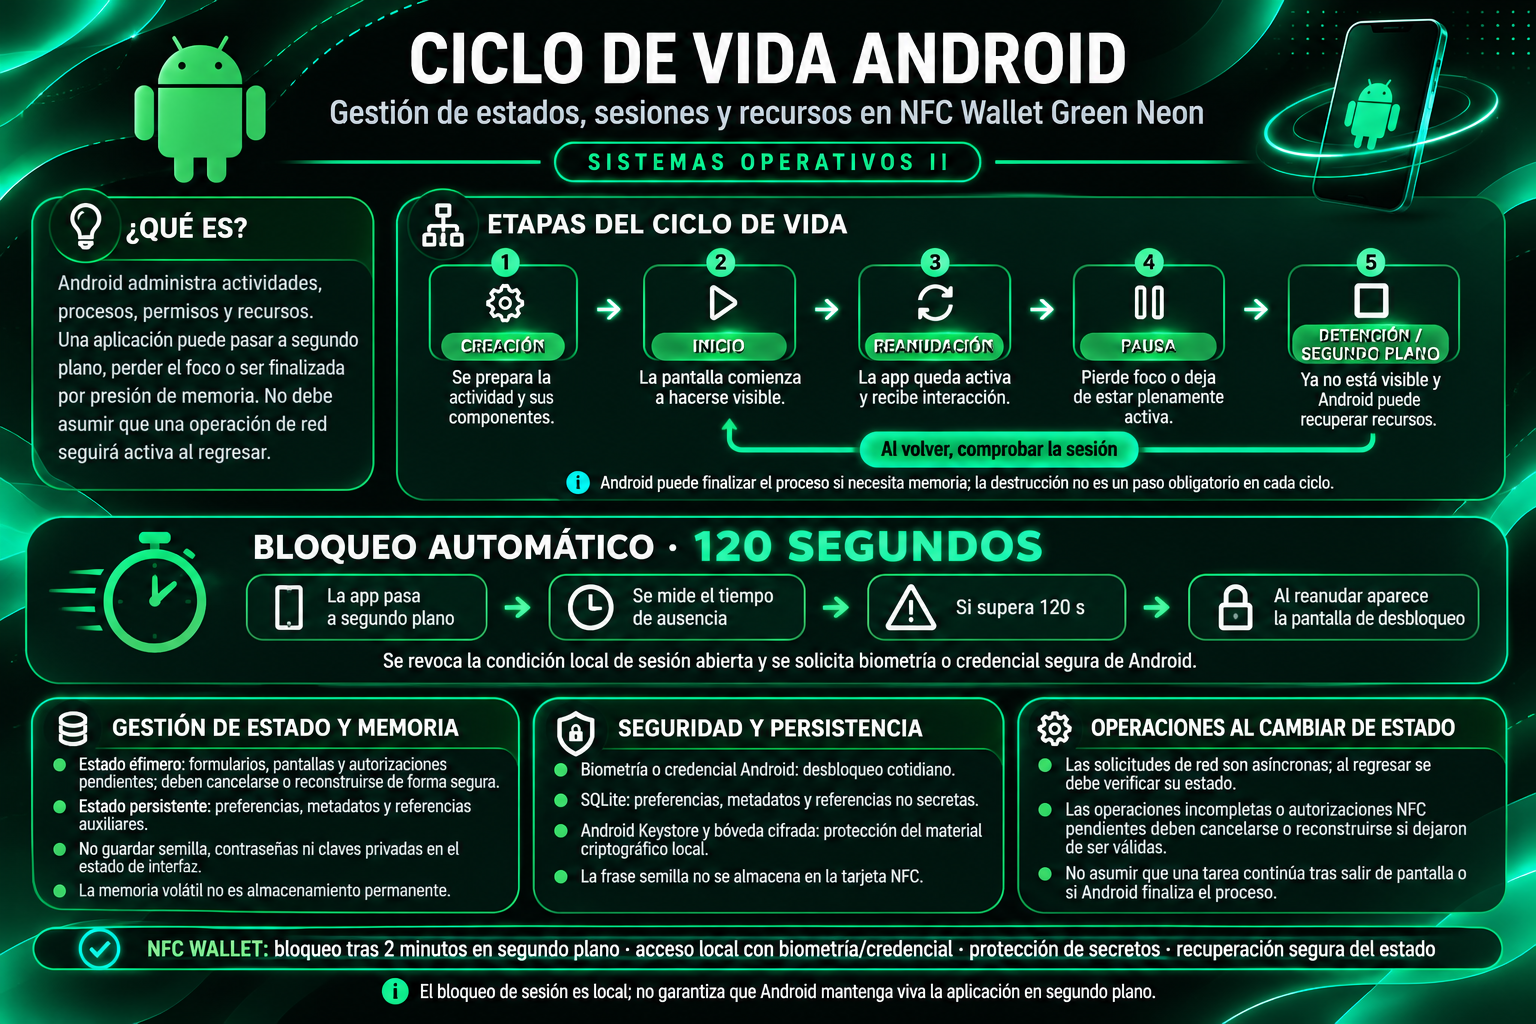 CICLO DE VIDA ANDROID
Gestión de estados, sesiones y recursos en NFC Wallet Green Neon
SISTEMAS OPERATIVOS II
¿QUÉ ES?
Android administra actividades,
procesos, permisos y recursos.
Una aplicación puede pasar a segundo
plano, perder el foco o ser finalizada
por presión de memoria. No debe
asumir que una operación de red
seguirá activa al regresar.
ETAPAS DEL CICLO DE VIDA
1
CREACIÓN
Se prepara la
actividad y sus
componentes.
2
INICIO
La pantalla comienza
a hacerse visible.
3
REANUDACIÓN
La app queda activa
y recibe interacción.
4
PAUSA
Pierde foco o deja
de estar plenamente
activa.
5
DETENCIÓN /
SEGUNDO PLANO
Ya no está visible y
Android puede
recuperar recursos.
Al volver, comprobar la sesión
i Android puede finalizar el proceso si necesita memoria; la destrucción no es un paso obligatorio en cada ciclo.
BLOQUEO AUTOMÁTICO · 120 SEGUNDOS
La app pasa
a segundo plano
Se mide el tiempo
de ausencia
Si supera 120 s
Al reanudar aparece
la pantalla de desbloqueo
Se revoca la condición local de sesión abierta y se solicita biometría o credencial segura de Android.
GESTIÓN DE ESTADO Y MEMORIA
Estado éfimero: formularios, pantallas y autorizaciones
pendientes; deben cancelarse o reconstruirse de forma segura.
Estado persistente: preferencias, metadatos y referencias
auxiliares.
No guardar semilla, contraseñas ni claves privadas en el
estado de interfaz.
La memoria volátil no es almacenamiento permanente.
SEGURIDAD Y PERSISTENCIA
Biometría o credencial Android: desbloqueo cotidiano.
SQLite: preferencias, metadatos y referencias no secretas.
Android Keystore y bóveda cifrada: protección del material
criptográfico local.
La frase semilla no se almacena en la tarjeta NFC.
OPERACIONES AL CAMBIAR DE ESTADO
Las solicitudes de red son asíncronas; al regresar se
debe verificar su estado.
Las operaciones incompletas o autorizaciones NFC
pendientes deben cancelarse o reconstruirse si dejaron
de ser válidas.
No asumir que una tarea continúa tras salir de pantalla o
si Android finaliza el proceso.
NFC WALLET: bloqueo tras 2 minutos en segundo plano · acceso local con biometría/credencial · protección de secretos · recuperación segura del estado
i El bloqueo de sesión es local; no garantiza que Android mantenga viva la aplicación en segundo plano.